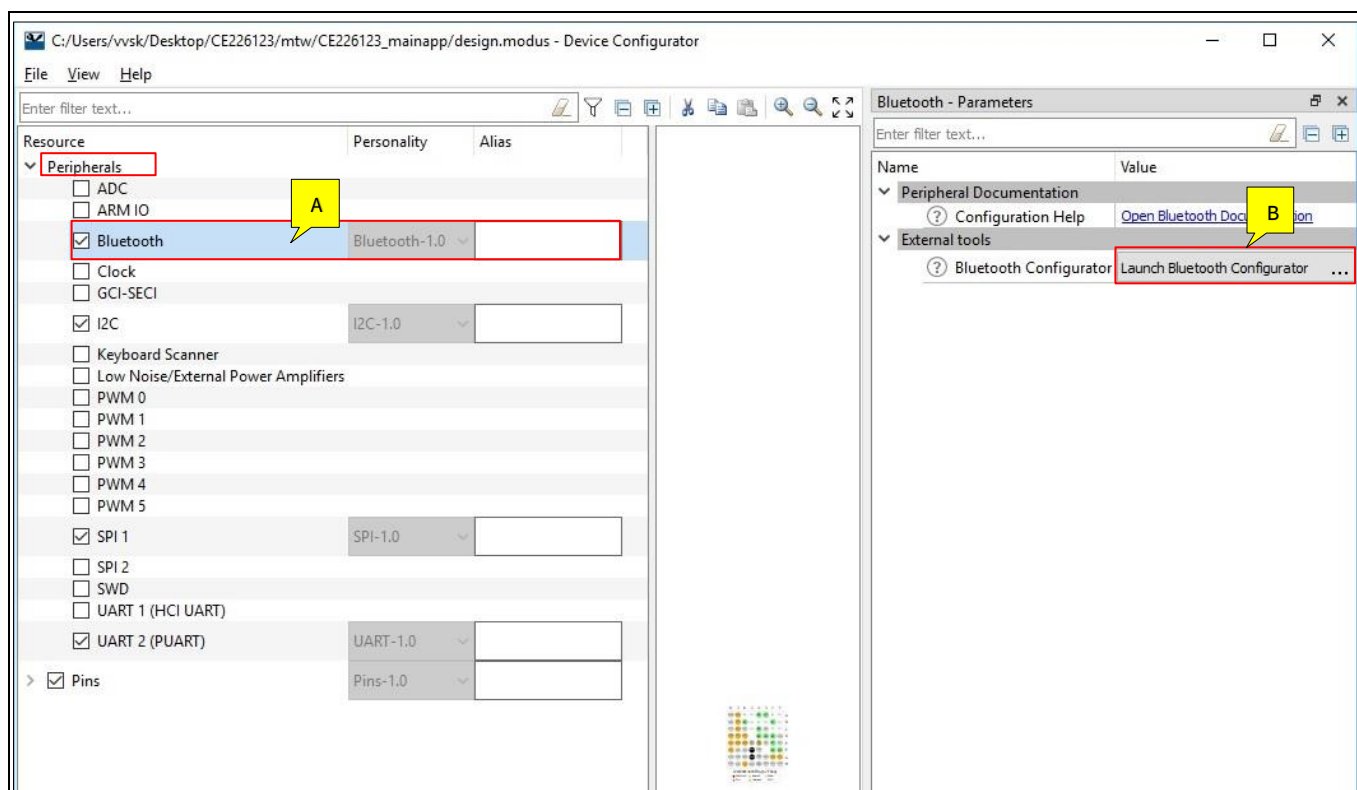 C:/Users/vvsk/Desktop/CE226123/mtw/CE226123_mainapp/design.modus - Device Configurator
File View Help
Enter filter text...
Resource Personality Alias
Peripherals
ADC
ARM IO
A
Bluetooth Bluetooth-1.0
Clock
GCI-SECI
I2C I2C-1.0
Keyboard Scanner
Low Noise/External Power Amplifiers
PWM 0
PWM 1
PWM 2
PWM 3
PWM 4
PWM 5
SPI 1 SPI-1.0
SPI 2
SWD
UART 1 (HCI UART)
UART 2 (PUART) UART-1.0
Pins Pins-1.0
Bluetooth - Parameters
Enter filter text...
Name Value
Peripheral Documentation
Configuration Help Open Bluetooth
B
External tools
Bluetooth Configurator Launch Bluetooth Configurator ...